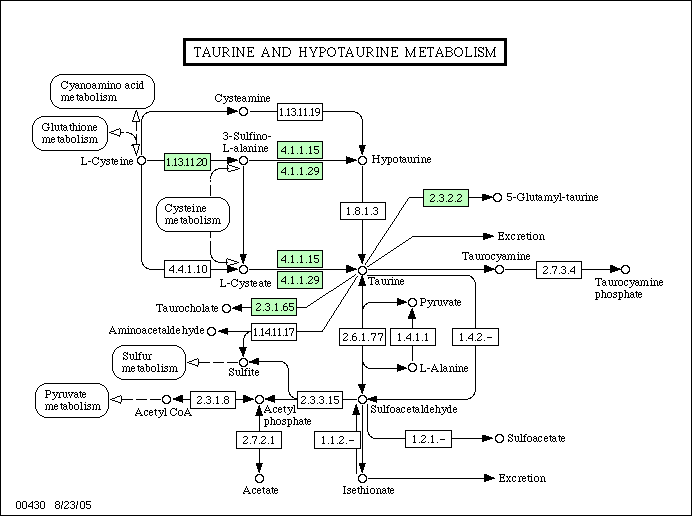 TAURINE AND HYPOTAURINE METABOLISM
Cyanoamino acid
metabolism
Cysteamine
1.13.11.19
Glutathione
metabolism
3-Sulfino-
L-alanine
4.1.1.15
L-Cysteine
1.13.11.20
Hypotaurine
4.1.1.29
2.3.2.2
5-Glutamyl-taurine
Cysteine
metabolism
1.8.1.3
Excretion
4.1.1.15
Taurocyamine
4.4.1.10
2.7.3.4
L-Cysteate
4.1.1.29
Taurine
Taurocyamine
phosphate
Taurocholate
2.3.1.65
Pyruvate
Aminoacetaldehyde
1.14.11.17
2.6.1.77
1.4.1.1
1.4.2.-
Sulfur
metabolism
Sulfite
L-Alanine
Pyruvate
metabolism
2.3.1.8
2.3.3.15
Acetyl CoA
Acetyl
phosphate
Sulfoacetaldehyde
2.7.2.1
1.1.2.-
1.2.1.-
Sulfoacetate
Acetate
Isethionate
Excretion
00430 8/23/05